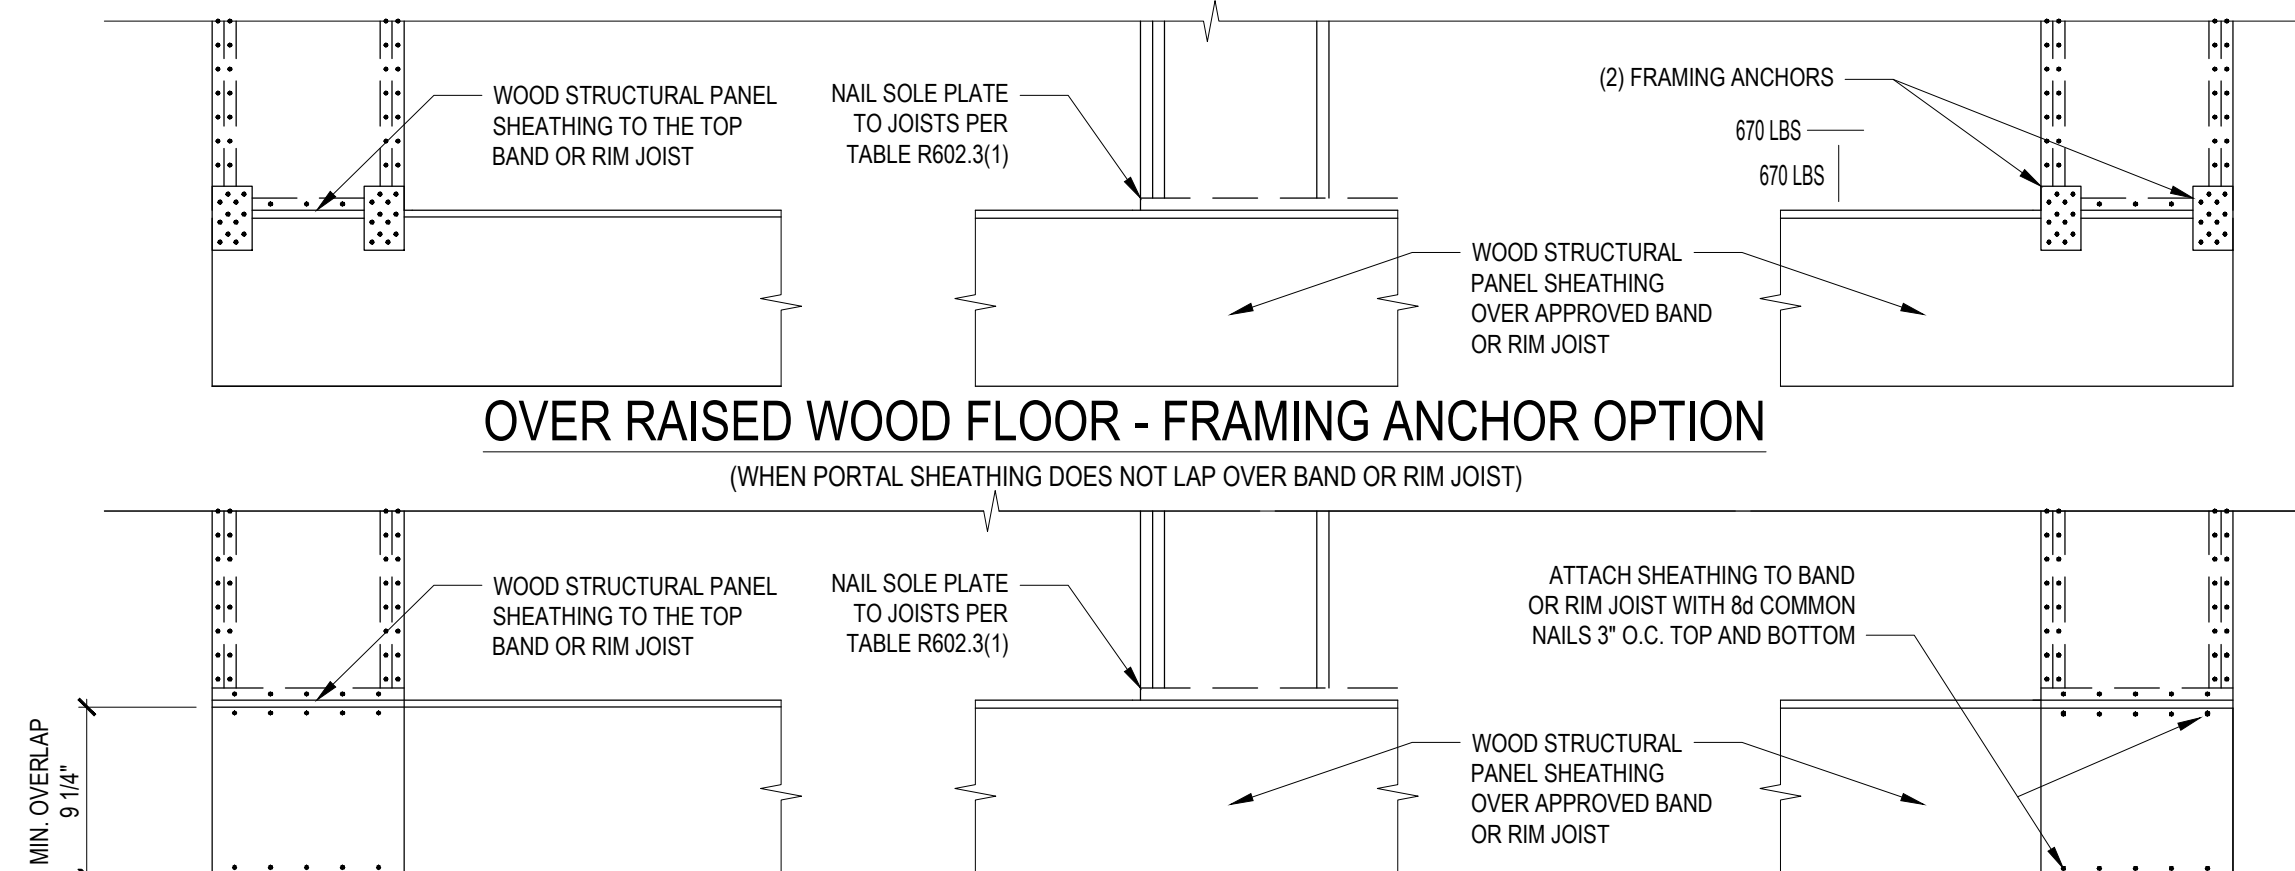 WOOD STRUCTURAL PANEL
SHEATHING TO THE TOP
BAND OR RIM JOIST
NAIL SOLE PLATE
TO JOISTS PER
TABLE R602.3(1)
(2) FRAMING ANCHORS
670 LBS
670 LBS
WOOD STRUCTURAL
PANEL SHEATHING
OVER APPROVED BAND
OR RIM JOIST
OVER RAISED WOOD FLOOR - FRAMING ANCHOR OPTION
(WHEN PORTAL SHEATHING DOES NOT LAP OVER BAND OR RIM JOIST)
WOOD STRUCTURAL PANEL
SHEATHING TO THE TOP
BAND OR RIM JOIST
NAIL SOLE PLATE
TO JOISTS PER
TABLE R602.3(1)
ATTACH SHEATHING TO BAND
OR RIM JOIST WITH 8d COMMON
NAILS 3" O.C. TOP AND BOTTOM
MIN. OVERLAP
9 1/4"
WOOD STRUCTURAL
PANEL SHEATHING
OVER APPROVED BAND
OR RIM JOIST